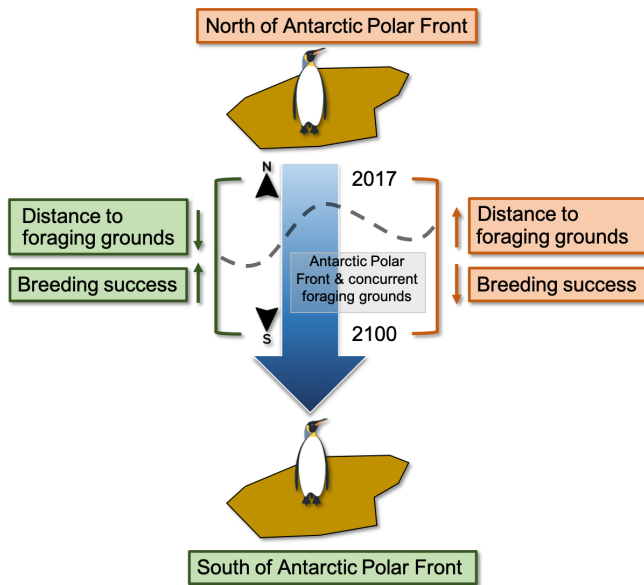 North of Antarctic Polar Front
N
2017
Distance to
foraging grounds
Breeding success
Antarctic Polar
Front & concurrent
foraging grounds
Distance to
foraging grounds
Breeding success
S
2100
South of Antarctic Polar Front